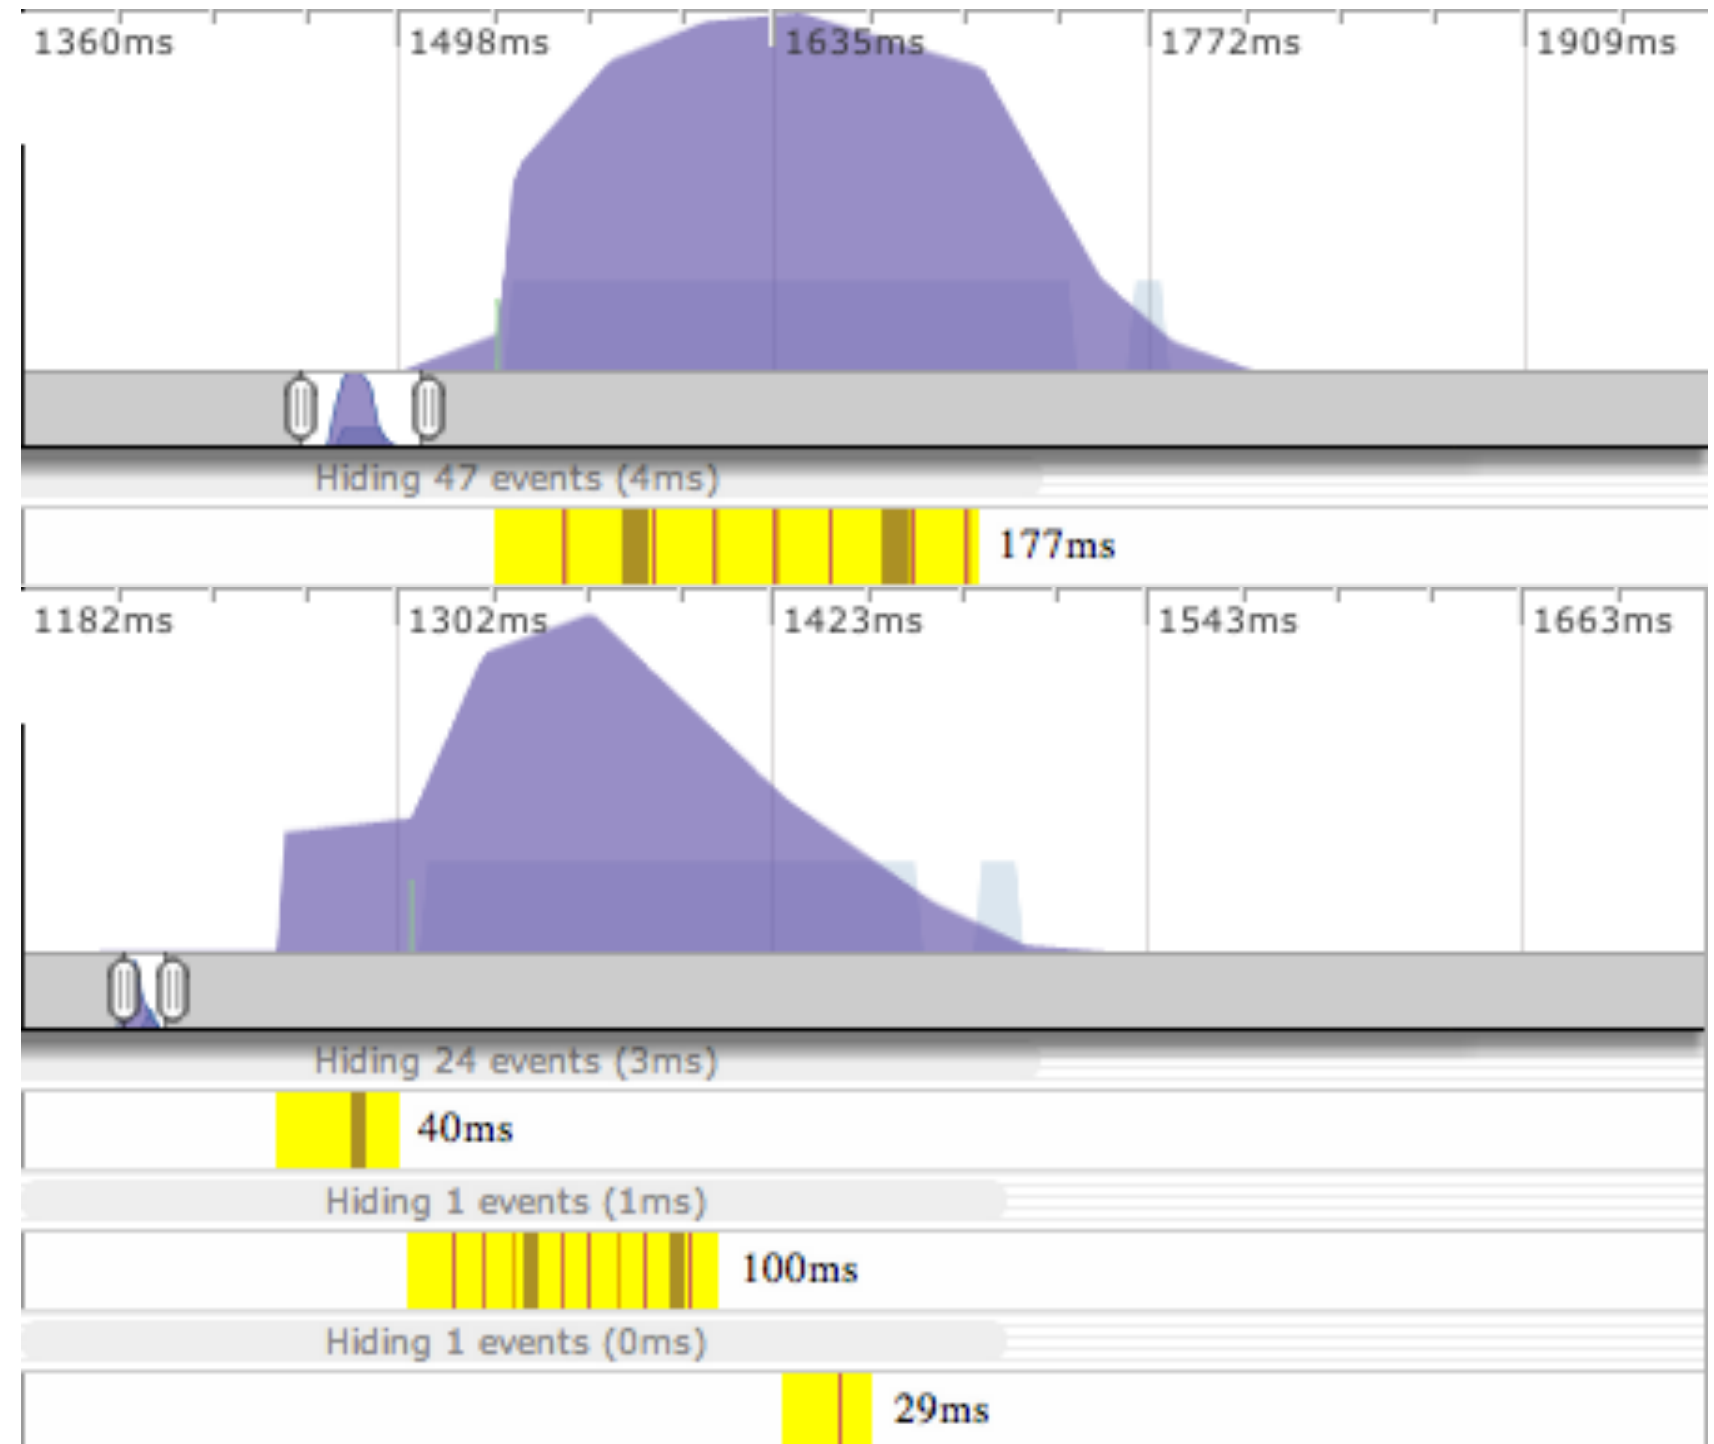 1360ms 1498ms 1635ms 1772ms 1909ms
Hiding 47 events (4ms)
177ms
1182ms 1302ms 1423ms 1543ms 1663ms
Hiding 24 events (3ms)
40ms
Hiding 1 events (1ms)
100ms
Hiding 1 events (0ms)
29ms